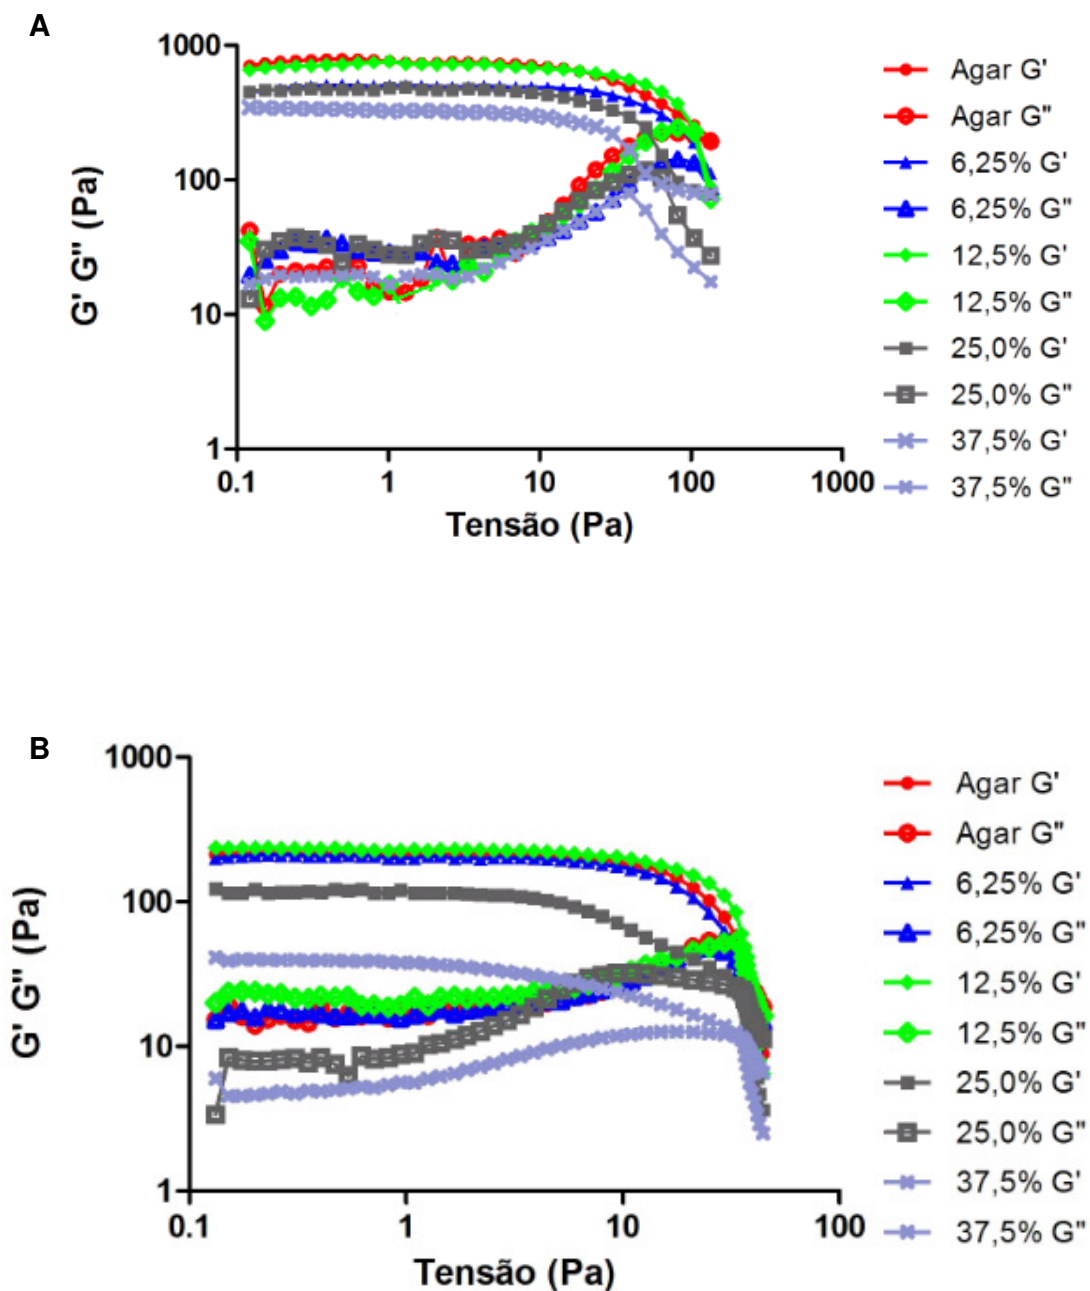 A
G' G" (Pa)
1000
100
10
1
0.1
1
10
100
1000
Tensão (Pa)
Agar G'
Agar G"
6,25% G'
6,25% G"
12,5% G'
12,5% G"
25,0% G'
25,0% G"
37,5% G'
37,5% G"
B
G' G" (Pa)
1000
100
10
1
0.1
1
10
100
Tensão (Pa)
Agar G'
Agar G"
6,25% G'
6,25% G"
12,5% G'
12,5% G"
25,0% G'
25,0% G"
37,5% G'
37,5% G"